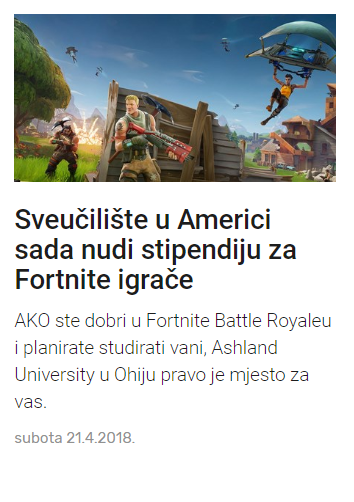 Sveučilište u Americi
sada nudi stipendiju za
Fortnite igrače
AKO ste dobri u Fortnite Battle Royaleu
i planirate studirati vani, Ashland
University u Ohiju pravo je mjesto za
vas.
subota 21.4.2018.